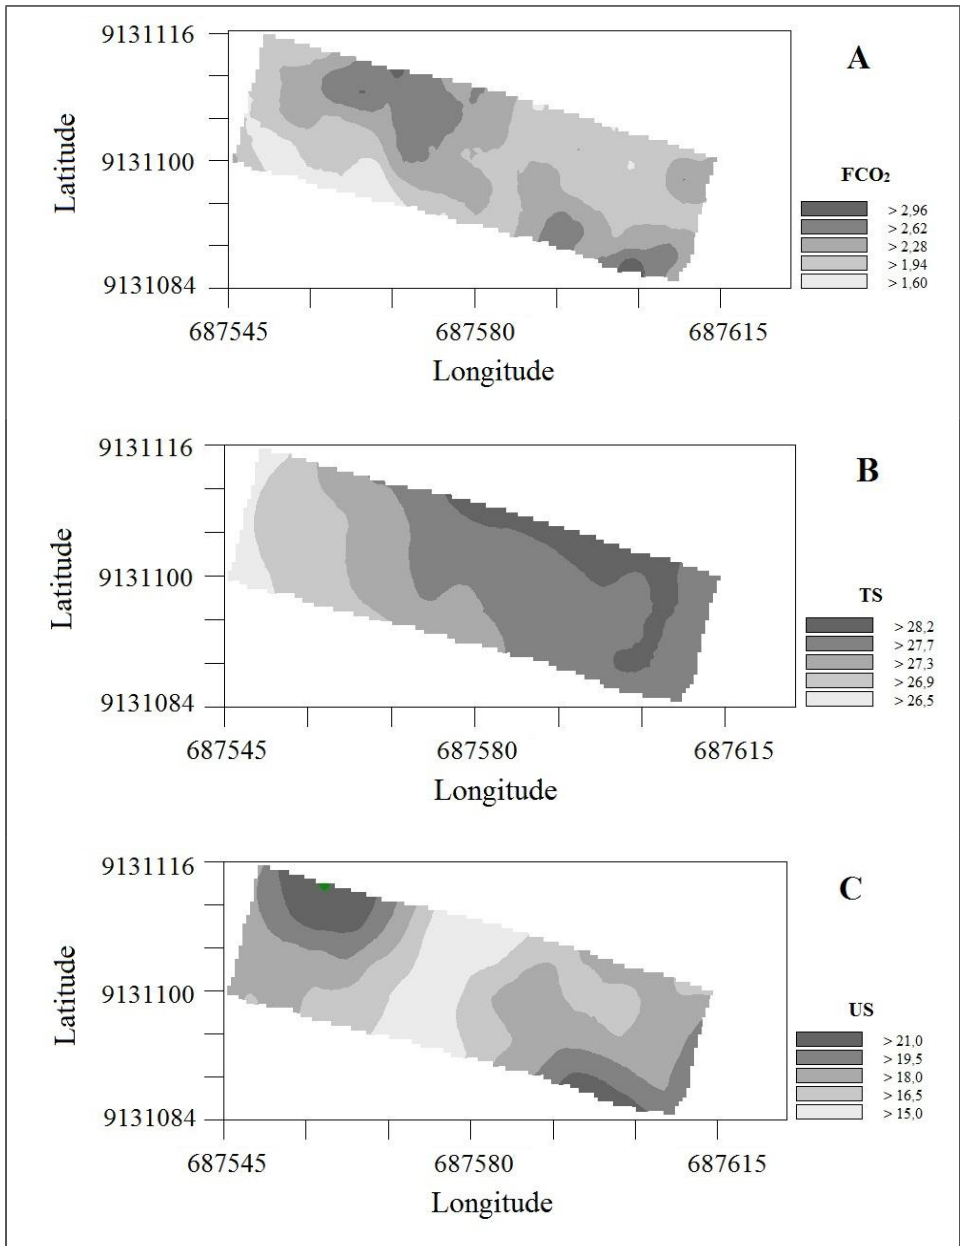 9131116
A
Latitude
9131100
FCO₂
> 2,96
> 2,62
> 2,28
> 1,94
> 1,60
9131084
687545 687580 687615
Longitude
9131116
B
Latitude
9131100
TS
> 28,2
> 27,7
> 27,3
> 26,9
> 26,5
9131084
687545 687580 687615
Longitude
9131116
C
Latitude
9131100
US
> 21,0
> 19,5
> 18,0
> 16,5
> 15,0
9131084
687545 687580 687615
Longitude